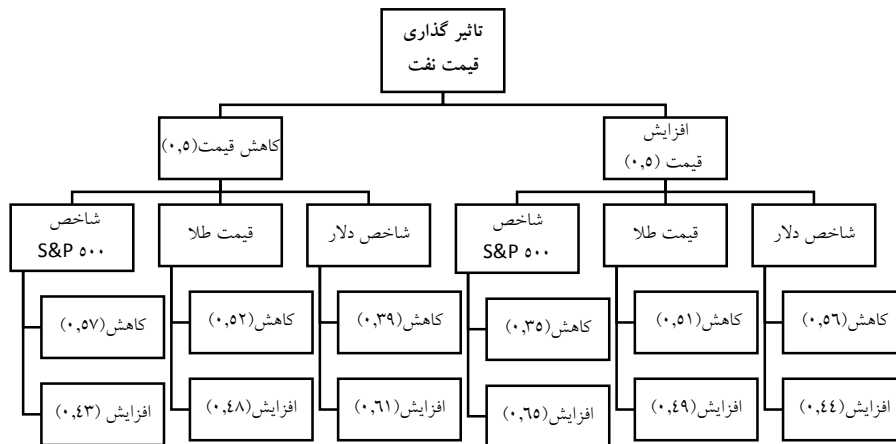 تاثیر گذاری
قیمت نفت
افزایش
قیمت (۰,۵)
کاهش قیمت(۰,۵)
شاخص دلار
قیمت طلا
شاخص
S&P ۵۰۰
شاخص دلار
قیمت طلا
شاخص
S&P ۵۰۰
کاهش(۰,۵۶)
کاهش(۰,۵۱)
کاهش(۰,۳۵)
کاهش(۰,۳۹)
کاهش(۰,۵۲)
کاهش(۰,۵۷)
افزایش(۰,۴۴)
افزایش(۰,۴۹)
افزایش(۰,۶۵)
افزایش(۰,۶۱)
افزایش(۰,۴۸)
افزایش (۰,۴۳)